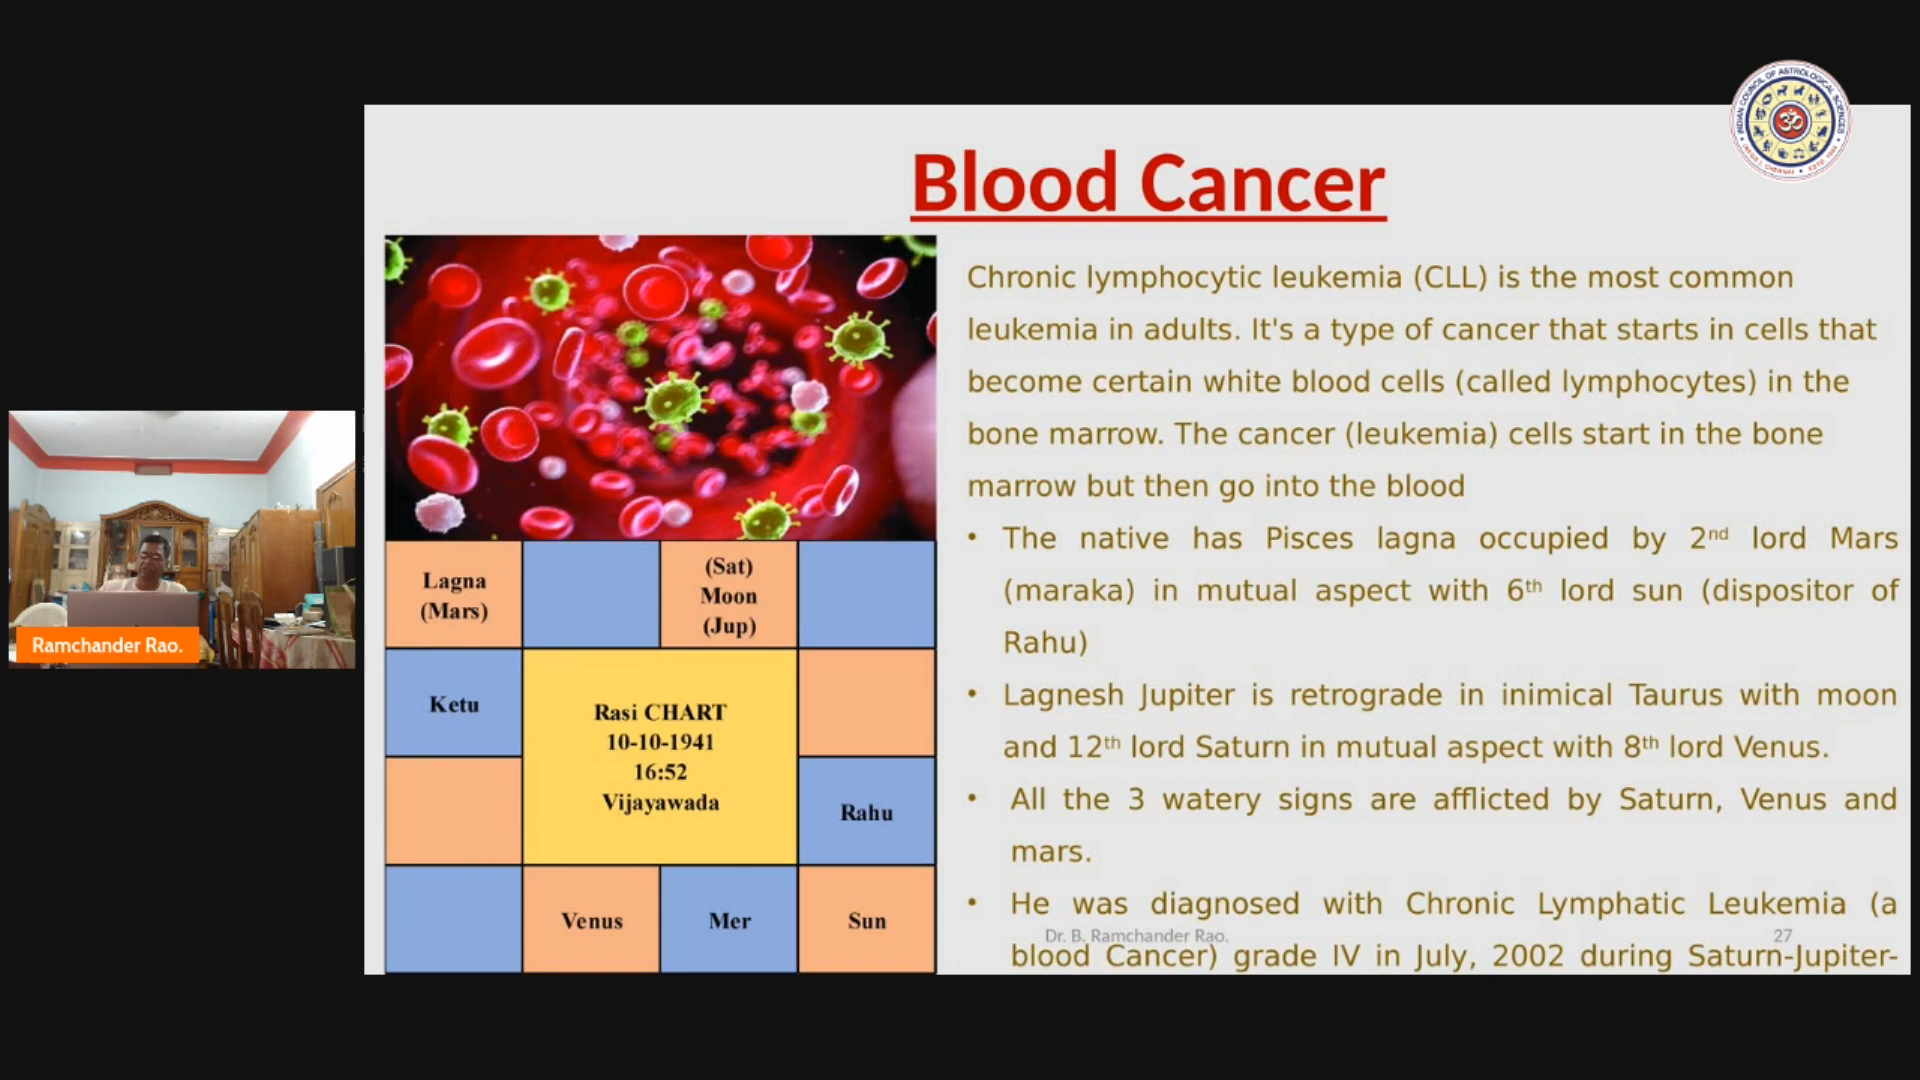 INDIAN COUNCIL OF ASTROLOGICAL SCIENCES
Blood Cancer
Chronic lymphocytic leukemia (CLL) is the most common
leukemia in adults. It's a type of cancer that starts in cells that
become certain white blood cells (called lymphocytes) in the
bone marrow. The cancer (leukemia) cells start in the bone
marrow but then go into the blood
• The native has Pisces lagna occupied by 2nd lord Mars
(maraka) in mutual aspect with 6th lord sun (dispositor of
Rahu)
• Lagnesh Jupiter is retrograde in inimical Taurus with moon
and 12th lord Saturn in mutual aspect with 8th lord Venus.
• All the 3 watery signs are afflicted by Saturn, Venus and
mars.
• He was diagnosed with Chronic Lymphatic Leukemia (a
blood Cancer) grade IV in July, 2002 during Saturn-Jupiter-
Dr. B. Ramchander Rao.
27
Lagna
(Mars)
(Sat)
Moon
(Jup)
Ketu
Rasi CHART
10-10-1941
16:52
Vijayawada
Rahu
Venus
Mer
Sun
Ramchander Rao.